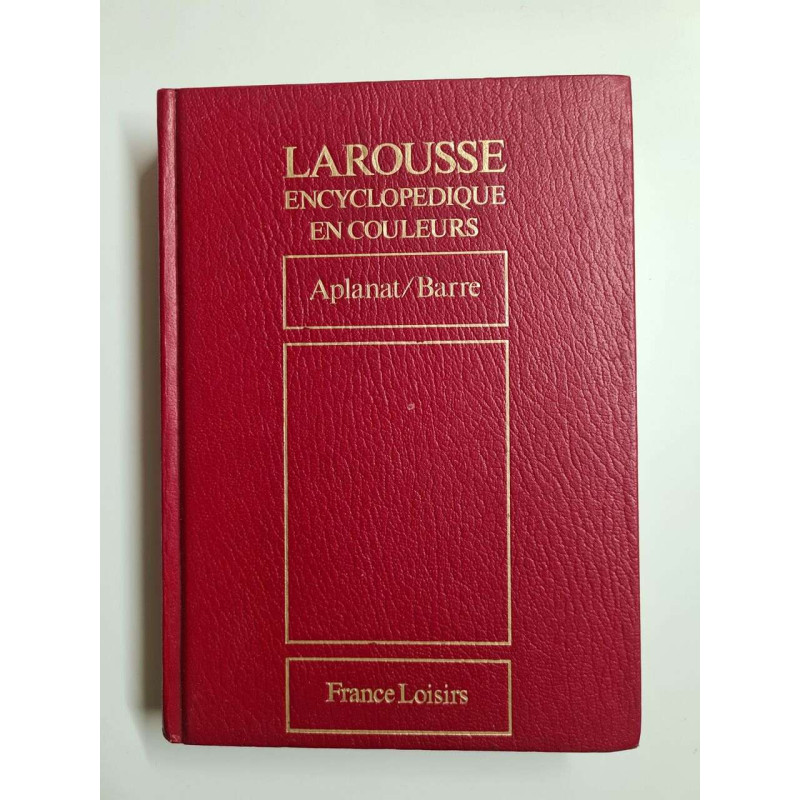 LAROUSSE
ENCYCLOPEDIQUE
EN COULEURS
Aplanat/Barre
France Loisirs